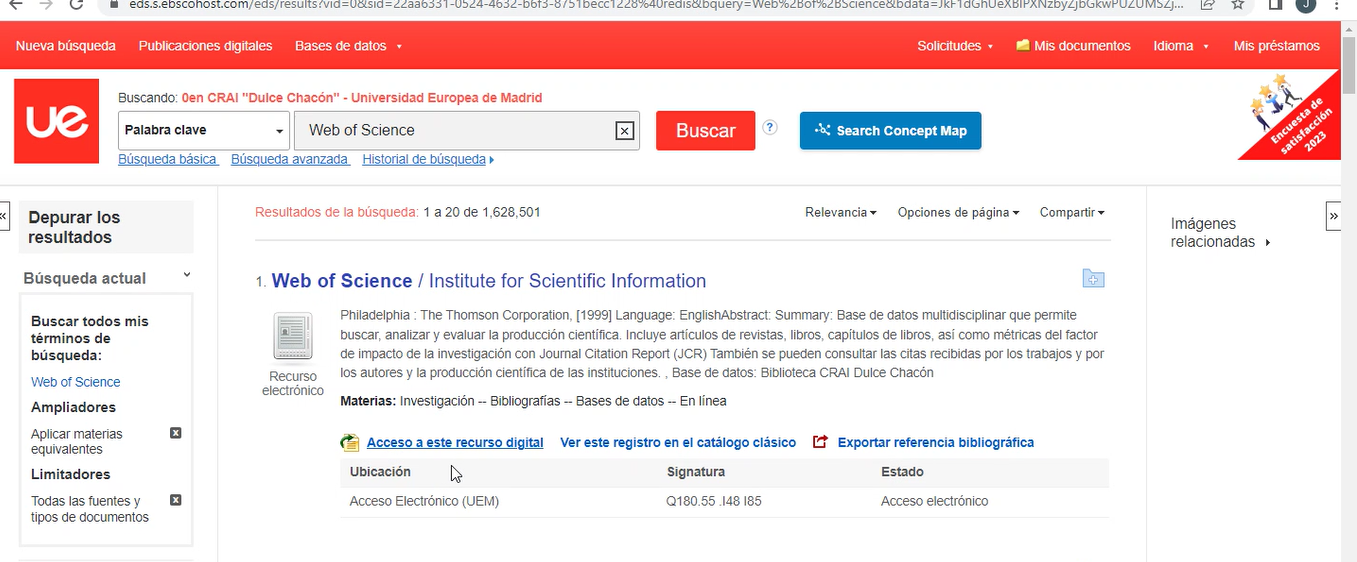 eds.s.ebscohost.com/eds/results?vid=0&sid=22aa6331-0524-4632-b6f3-8751becc1228%40redis&bquery=Web%2Bof%2BScience&bdata=JkF1dGhUeXBlPXNzbyZjbGkwPUZUMSZj...
J
Nueva búsqueda Publicaciones digitales Bases de datos Solicitudes Mis documentos Idioma Mis préstamos
ue
Buscando: 0en CRAI "Dulce Chacón" - Universidad Europea de Madrid
Palabra clave Web of Science Buscar ? Search Concept Map
Búsqueda básica Búsqueda avanzada Historial de búsqueda
Encuesta de
satisfacción
2023
Depurar los
resultados
Búsqueda actual
Buscar todos mis
términos de
búsqueda:
Web of Science
Ampliadores
Aplicar materias
equivalentes
Limitadores
Todas las fuentes y
tipos de documentos
Resultados de la búsqueda: 1 a 20 de 1,628,501 Relevancia Opciones de página Compartir
1. Web of Science / Institute for Scientific Information
Recurso
electrónico
Philadelphia : The Thomson Corporation, [1999] Language: EnglishAbstract: Summary: Base de datos multidisciplinar que permite
buscar, analizar y evaluar la producción científica. Incluye artículos de revistas, libros, capítulos de libros, así como métricas del factor
de impacto de la investigación con Journal Citation Report (JCR) También se pueden consultar las citas recibidas por los trabajos y por
los autores y la producción científica de las instituciones. , Base de datos: Biblioteca CRAI Dulce Chacón
Materias: Investigación -- Bibliografías -- Bases de datos -- En línea
Acceso a este recurso digital Ver este registro en el catálogo clásico Exportar referencia bibliográfica
Ubicación Signatura Estado
Acceso Electrónico (UEM) Q180.55 .I48 I85 Acceso electrónico
Imágenes
relacionadas